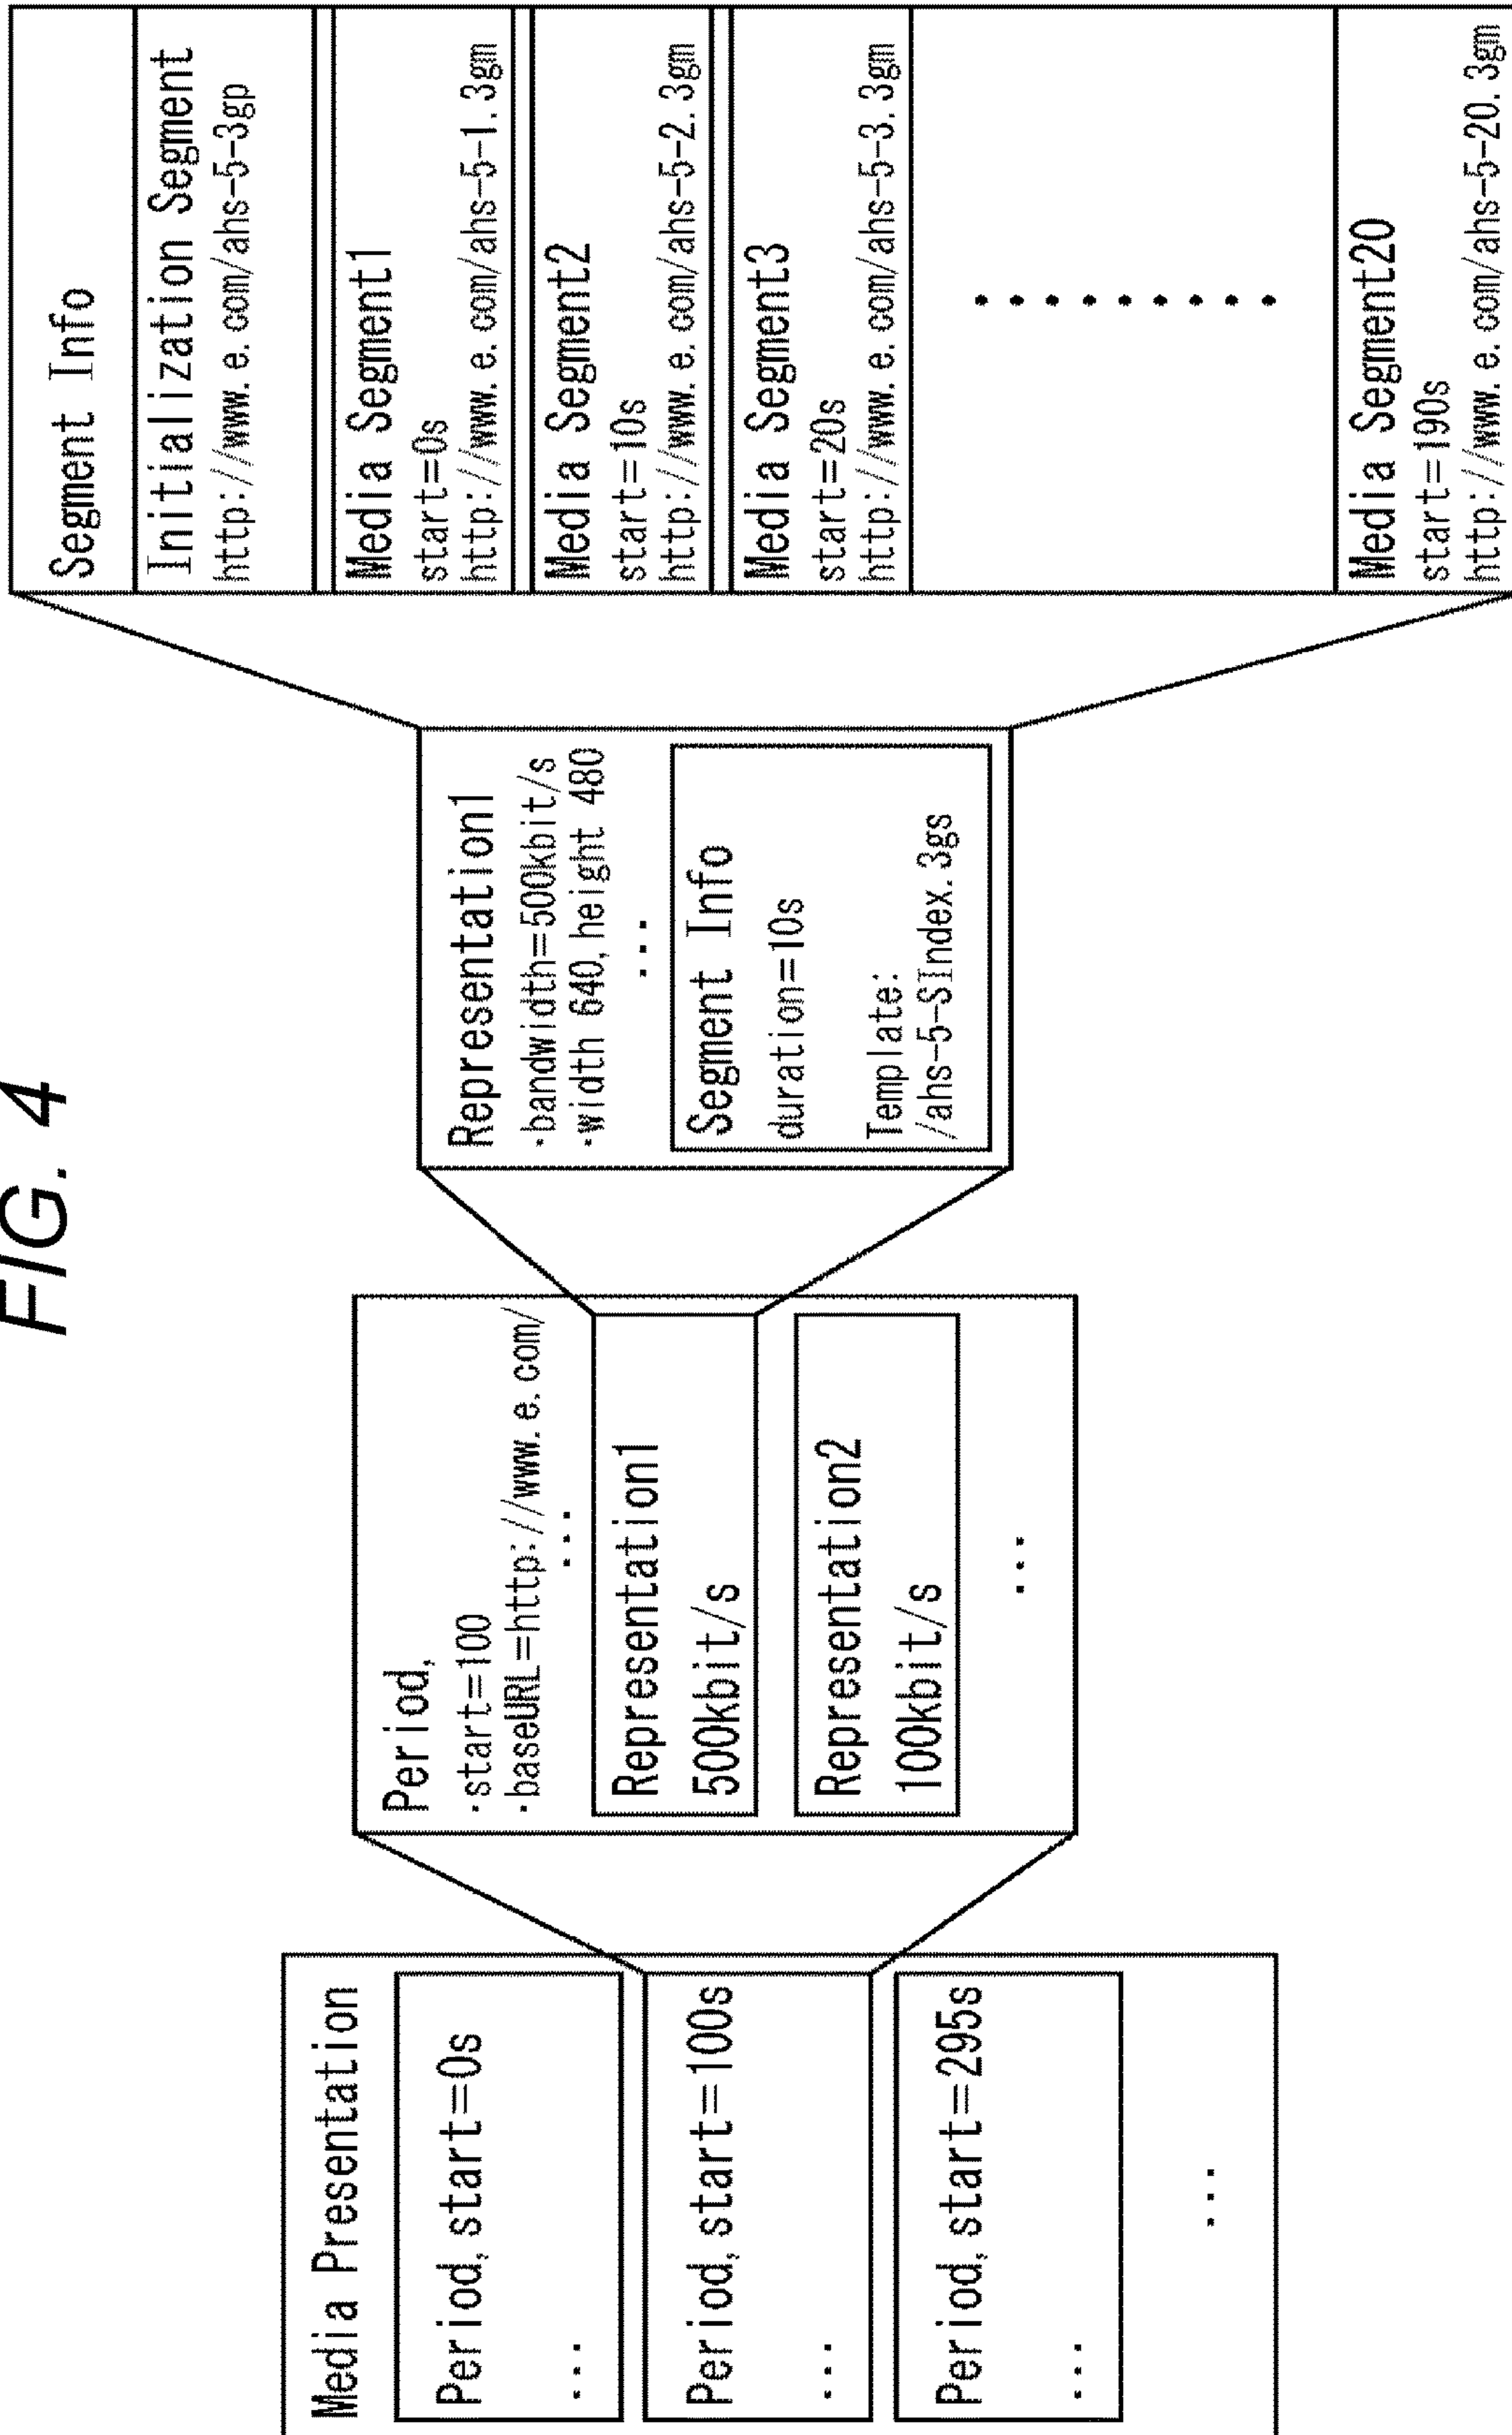 FIG. 4
Media Presentation
Period, start=0s
...
Period, start=100s
...
Period, start=295s
...
...
Period,
·start=100
·baseURL=http://www.e.com/
...
Representation1
500kbit/s
Representation2
100kbit/s
...
Representation1
·bandwidth=500kbit/s
·width 640, height 480
...
Segment Info
duration=10s
Template:
/ahs-5-SIndex.3gs
Segment Info
Initialization Segment
http://www.e.com/ahs-5-3gp
Media Segment1
start=0s
http://www.e.com/ahs-5-1.3gm
Media Segment2
start=10s
http://www.e.com/ahs-5-2.3gm
Media Segment3
start=20s
http://www.e.com/ahs-5-3.3gm
.........
Media Segment20
start=190s
http://www.e.com/ahs-5-20.3gm